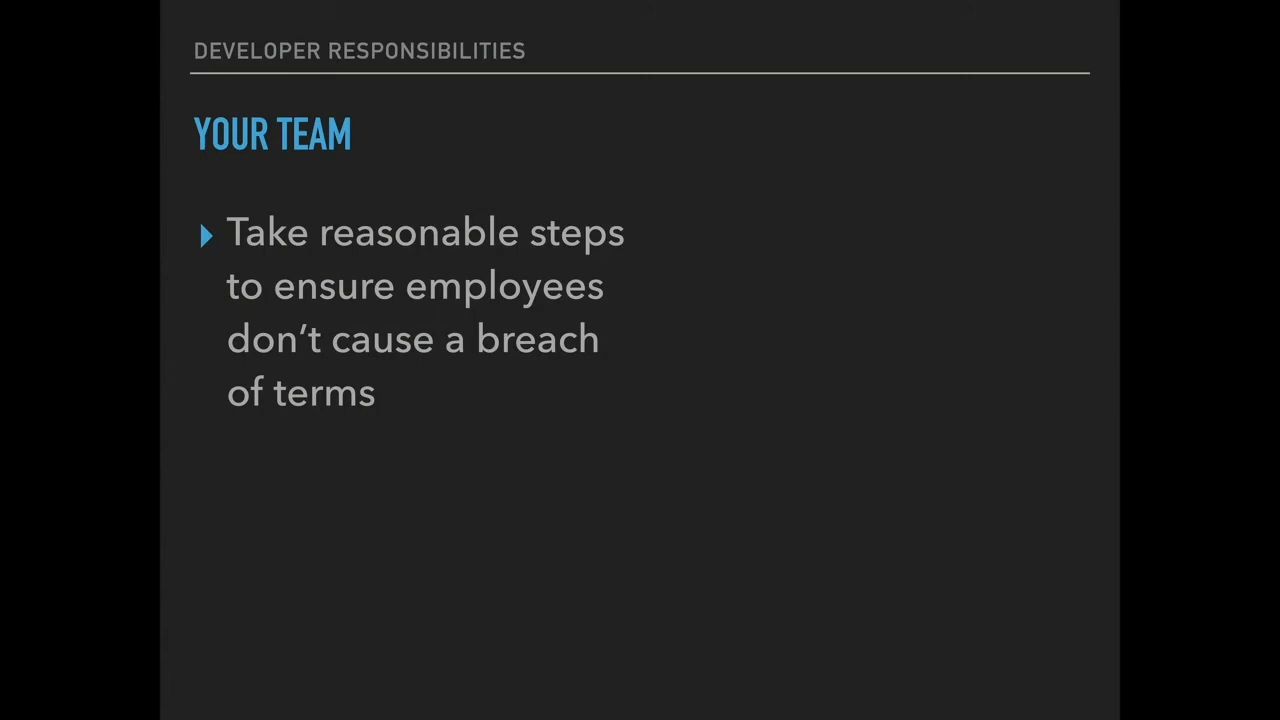 DEVELOPER RESPONSIBILITIES
YOUR TEAM
Take reasonable steps
to ensure employees
don’t cause a breach
of terms